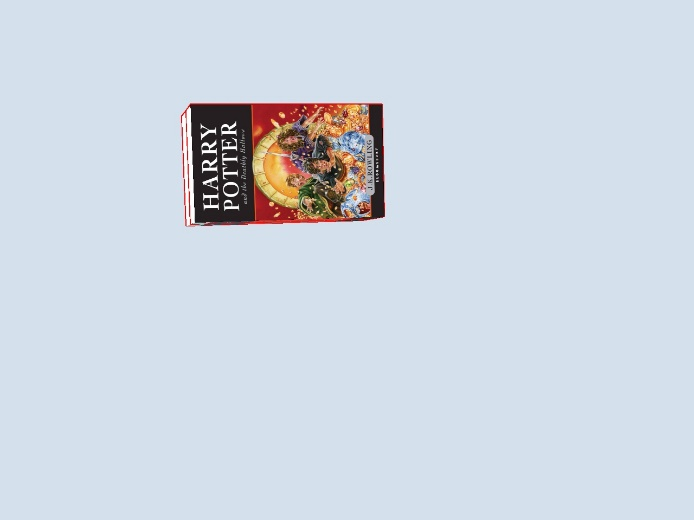 HARRY
POTTER
and the Deathly Hallows
J.K. ROWLING